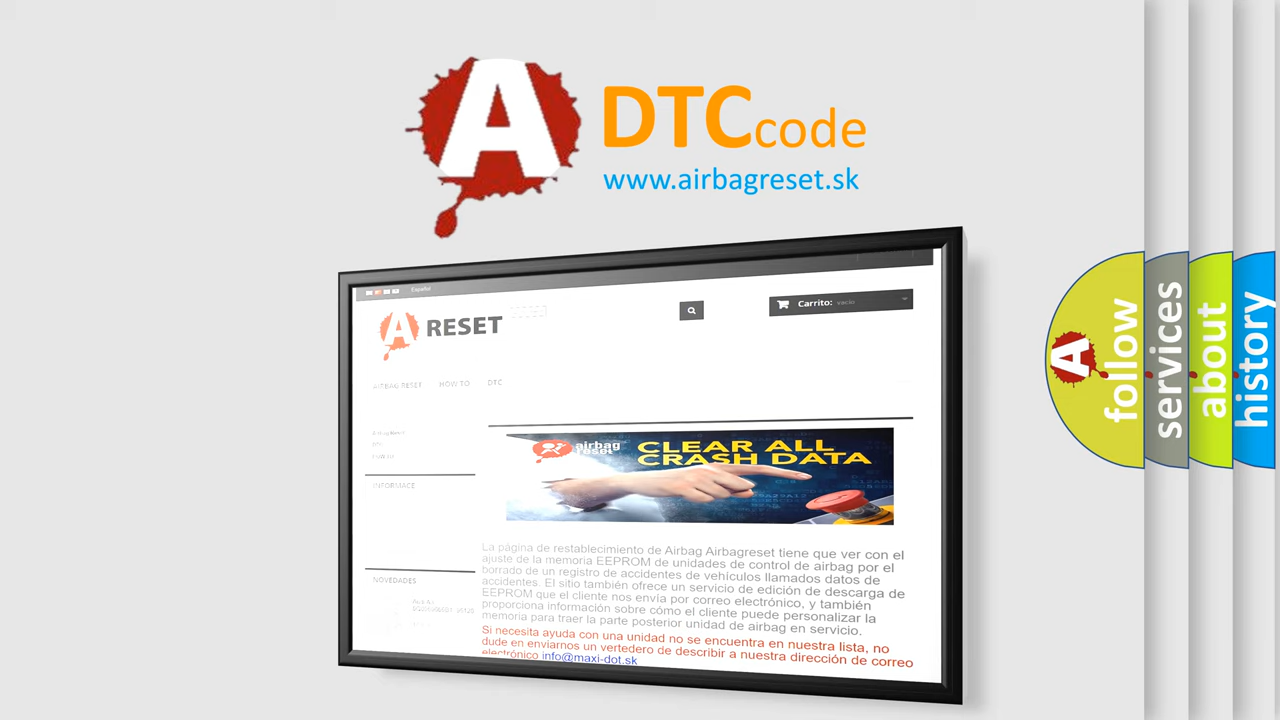 A
DTC code
www.airbagreset.sk
Español
A RESET
Carrito: vacío
AIRBAG RESET HOW TO DTC
INFORMACE
airbag
reset
CLEAR ALL
CRASH DATA
La página de restablecimiento de Airbag Airbagreset tiene que ver con el
ajuste de la memoria EEPROM de unidades de control de airbag por el
borrado de un registro de accidentes de vehículos llamados datos de
accidentes. El sitio también ofrece un servicio de edición de descarga de
EEPROM que el cliente nos envía por correo electrónico, y también
proporciona información sobre cómo el cliente puede personalizar la
memoria para traer la parte posterior unidad de airbag en servicio.
Si necesita ayuda con una unidad no se encuentra en nuestra lista, no
dude en enviarnos un vertedero de describir a nuestra dirección de correo
electrónico info@maxi-dot.sk
NOVEDADES
A
follow
services
about
history